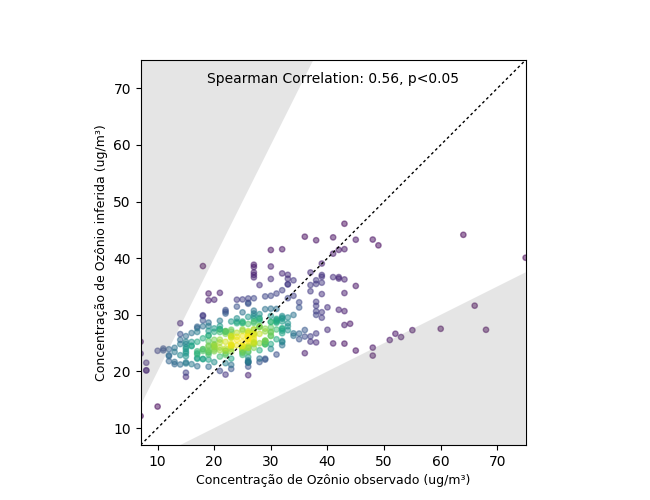 Spearman Correlation: 0.56, p<0.05
70
60
50
40
30
20
10
Concentração de Ozônio inferida (ug/m³)
10 20 30 40 50 60 70
Concentração de Ozônio observado (ug/m³)